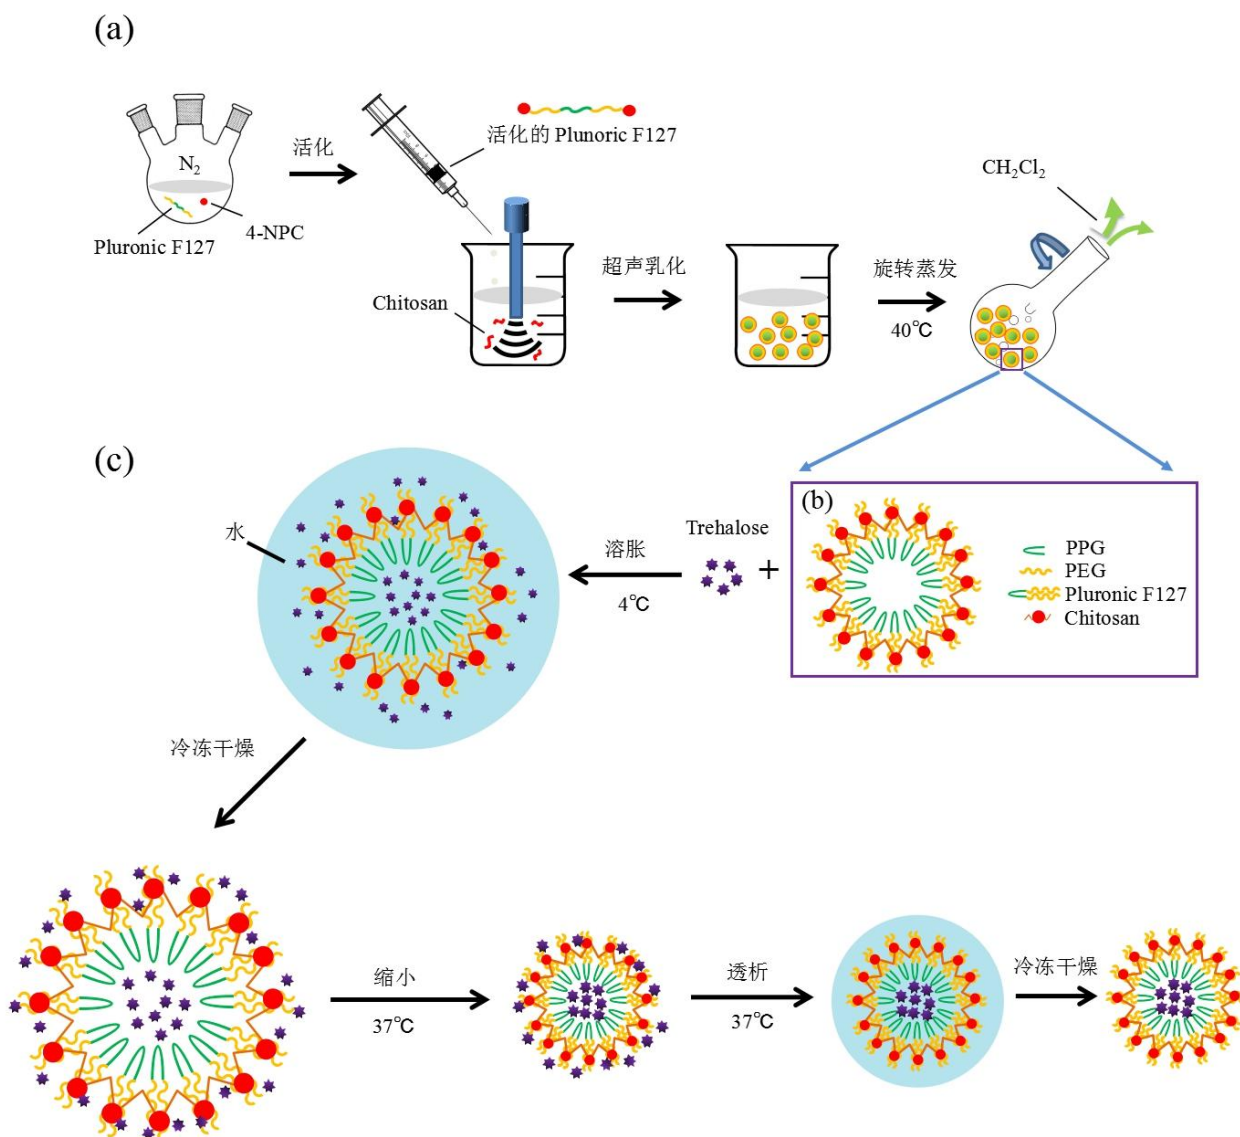 (a)
N₂
Pluronic F127
4-NPC
活化
活化的 Plunoric F127
Chitosan
超声乳化
旋转蒸发
40℃
CH₂Cl₂
(b)
PPG
PEG
Pluronic F127
Chitosan
(c)
水
溶胀
4℃
Trehalose
+
冷冻干燥
缩小
37℃
透析
37℃
冷冻干燥